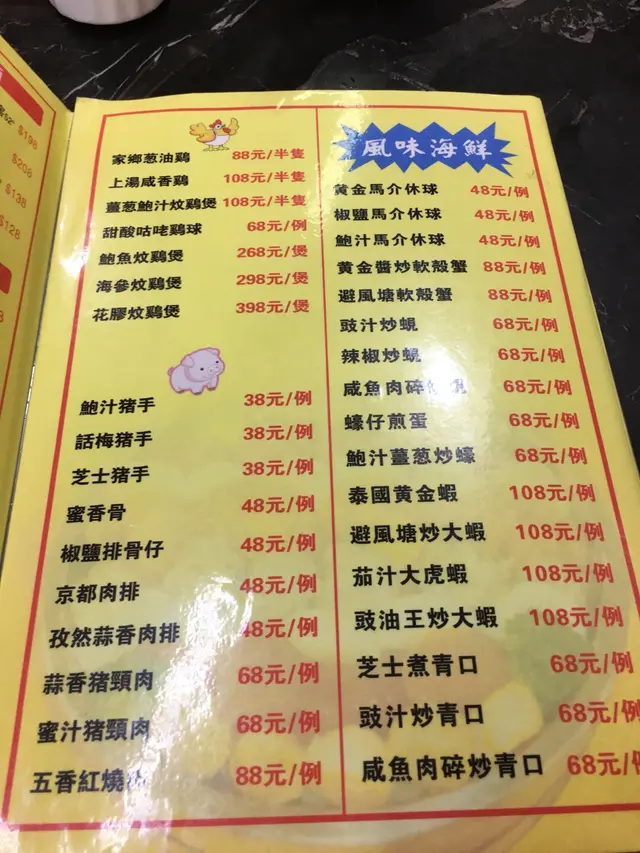 $198
$208
$138
$128
家鄉葱油鷄 88元/半隻
上湯咸香鷄 108元/半隻
薑葱鮑汁炆鷄煲 108元/半隻
甜酸咕咾鷄球 68元/例
鮑魚炆鷄煲 268元/煲
海參炆鷄煲 298元/煲
花膠炆鷄煲 398元/煲
鮑汁猪手 38元/例
話梅猪手 38元/例
芝士猪手 38元/例
蜜香骨 48元/例
椒鹽排骨仔 48元/例
京都肉排 48元/例
孜然蒜香肉排 48元/例
蒜香猪頸肉 68元/例
蜜汁猪頸肉 68元/例
五香紅燒 88元/例
風味海鮮
黄金馬介休球 48元/例
椒鹽馬介休球 48元/例
鮑汁馬介休球 48元/例
黄金醬炒軟殼蟹 88元/例
避風塘軟殼蟹 88元/例
豉汁炒蜆 68元/例
辣椒炒蜆 68元/例
咸魚肉碎 68元/例
蠔仔煎蛋 68元/例
鮑汁薑葱炒蠔 68元/例
泰國黄金蝦 108元/例
避風塘炒大蝦 108元/例
茄汁大虎蝦 108元/例
豉油王炒大蝦 108元/例
芝士煮青口 68元/例
豉汁炒青口 68元/例
咸魚肉碎炒青口 68元/